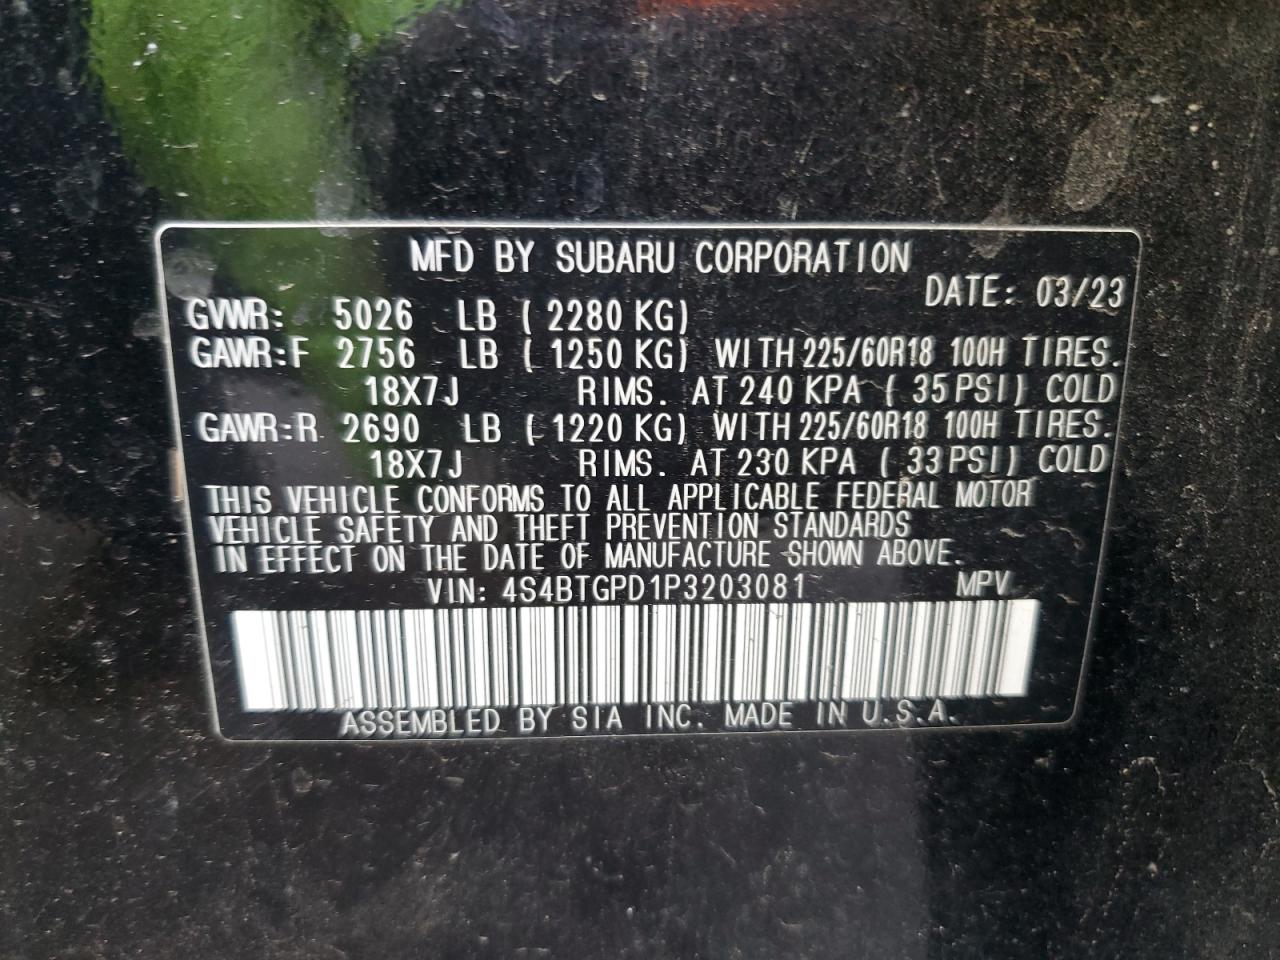 MFD BY SUBARU CORPORATION
DATE: 03/23
GVWR: 5026 LB ( 2280 KG)
GAWR:F 2756 LB ( 1250 KG) WITH 225/60R18 100H TIRES.
18X7J RIMS. AT 240 KPA ( 35 PSI) COLD
GAWR:R 2690 LB ( 1220 KG) WITH 225/60R18 100H TIRES.
18X7J RIMS. AT 230 KPA ( 33 PSI) COLD
THIS VEHICLE CONFORMS TO ALL APPLICABLE FEDERAL MOTOR
VEHICLE SAFETY AND THEFT PREVENTION STANDARDS
IN EFFECT ON THE DATE OF MANUFACTURE SHOWN ABOVE.
VIN: 4S4BTGPD1P3203081 MPV
ASSEMBLED BY SIA INC. MADE IN U.S.A.